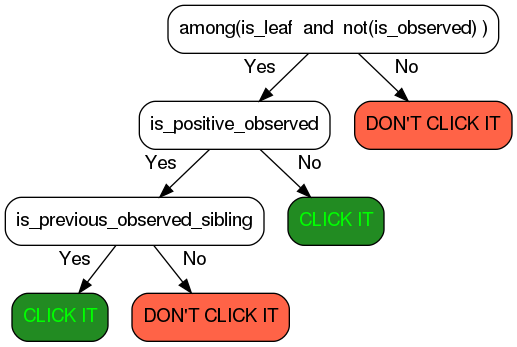 among(is_leaf and not(is_observed) )
Yes
No
is_positive_observed
DON'T CLICK IT
Yes
No
is_previous_observed_sibling
CLICK IT
Yes
No
CLICK IT
DON'T CLICK IT